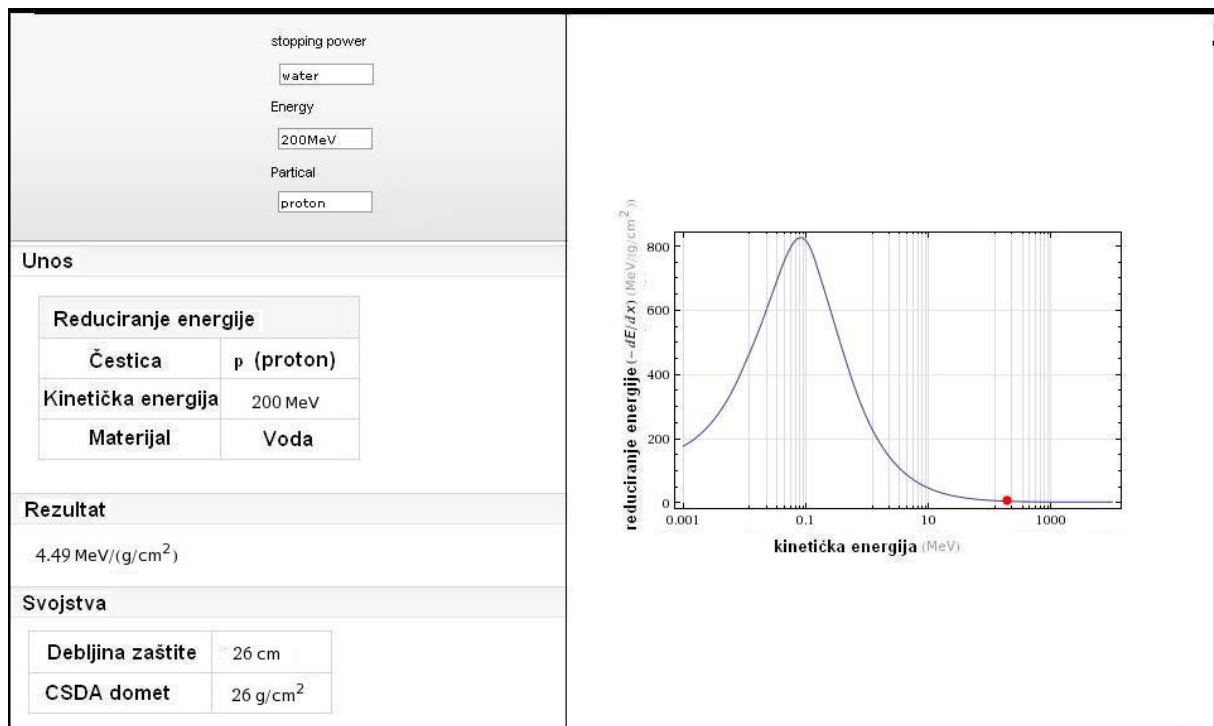 stopping power
water
Energy
200MeV
Partical
proton
Unos
Reduciranje energije
Čestica p (proton)
Kinetička energija 200 MeV
Materijal Voda
Rezultat
4.49 MeV/(g/cm²)
Svojstva
Debljina zaštite 26 cm
CSDA domet 26 g/cm²
reduciranje energije (−dE/dx) (MeV/(g/cm²))
800
600
400
200
0
0.001 0.1 10 1000
kinetička energija (MeV)